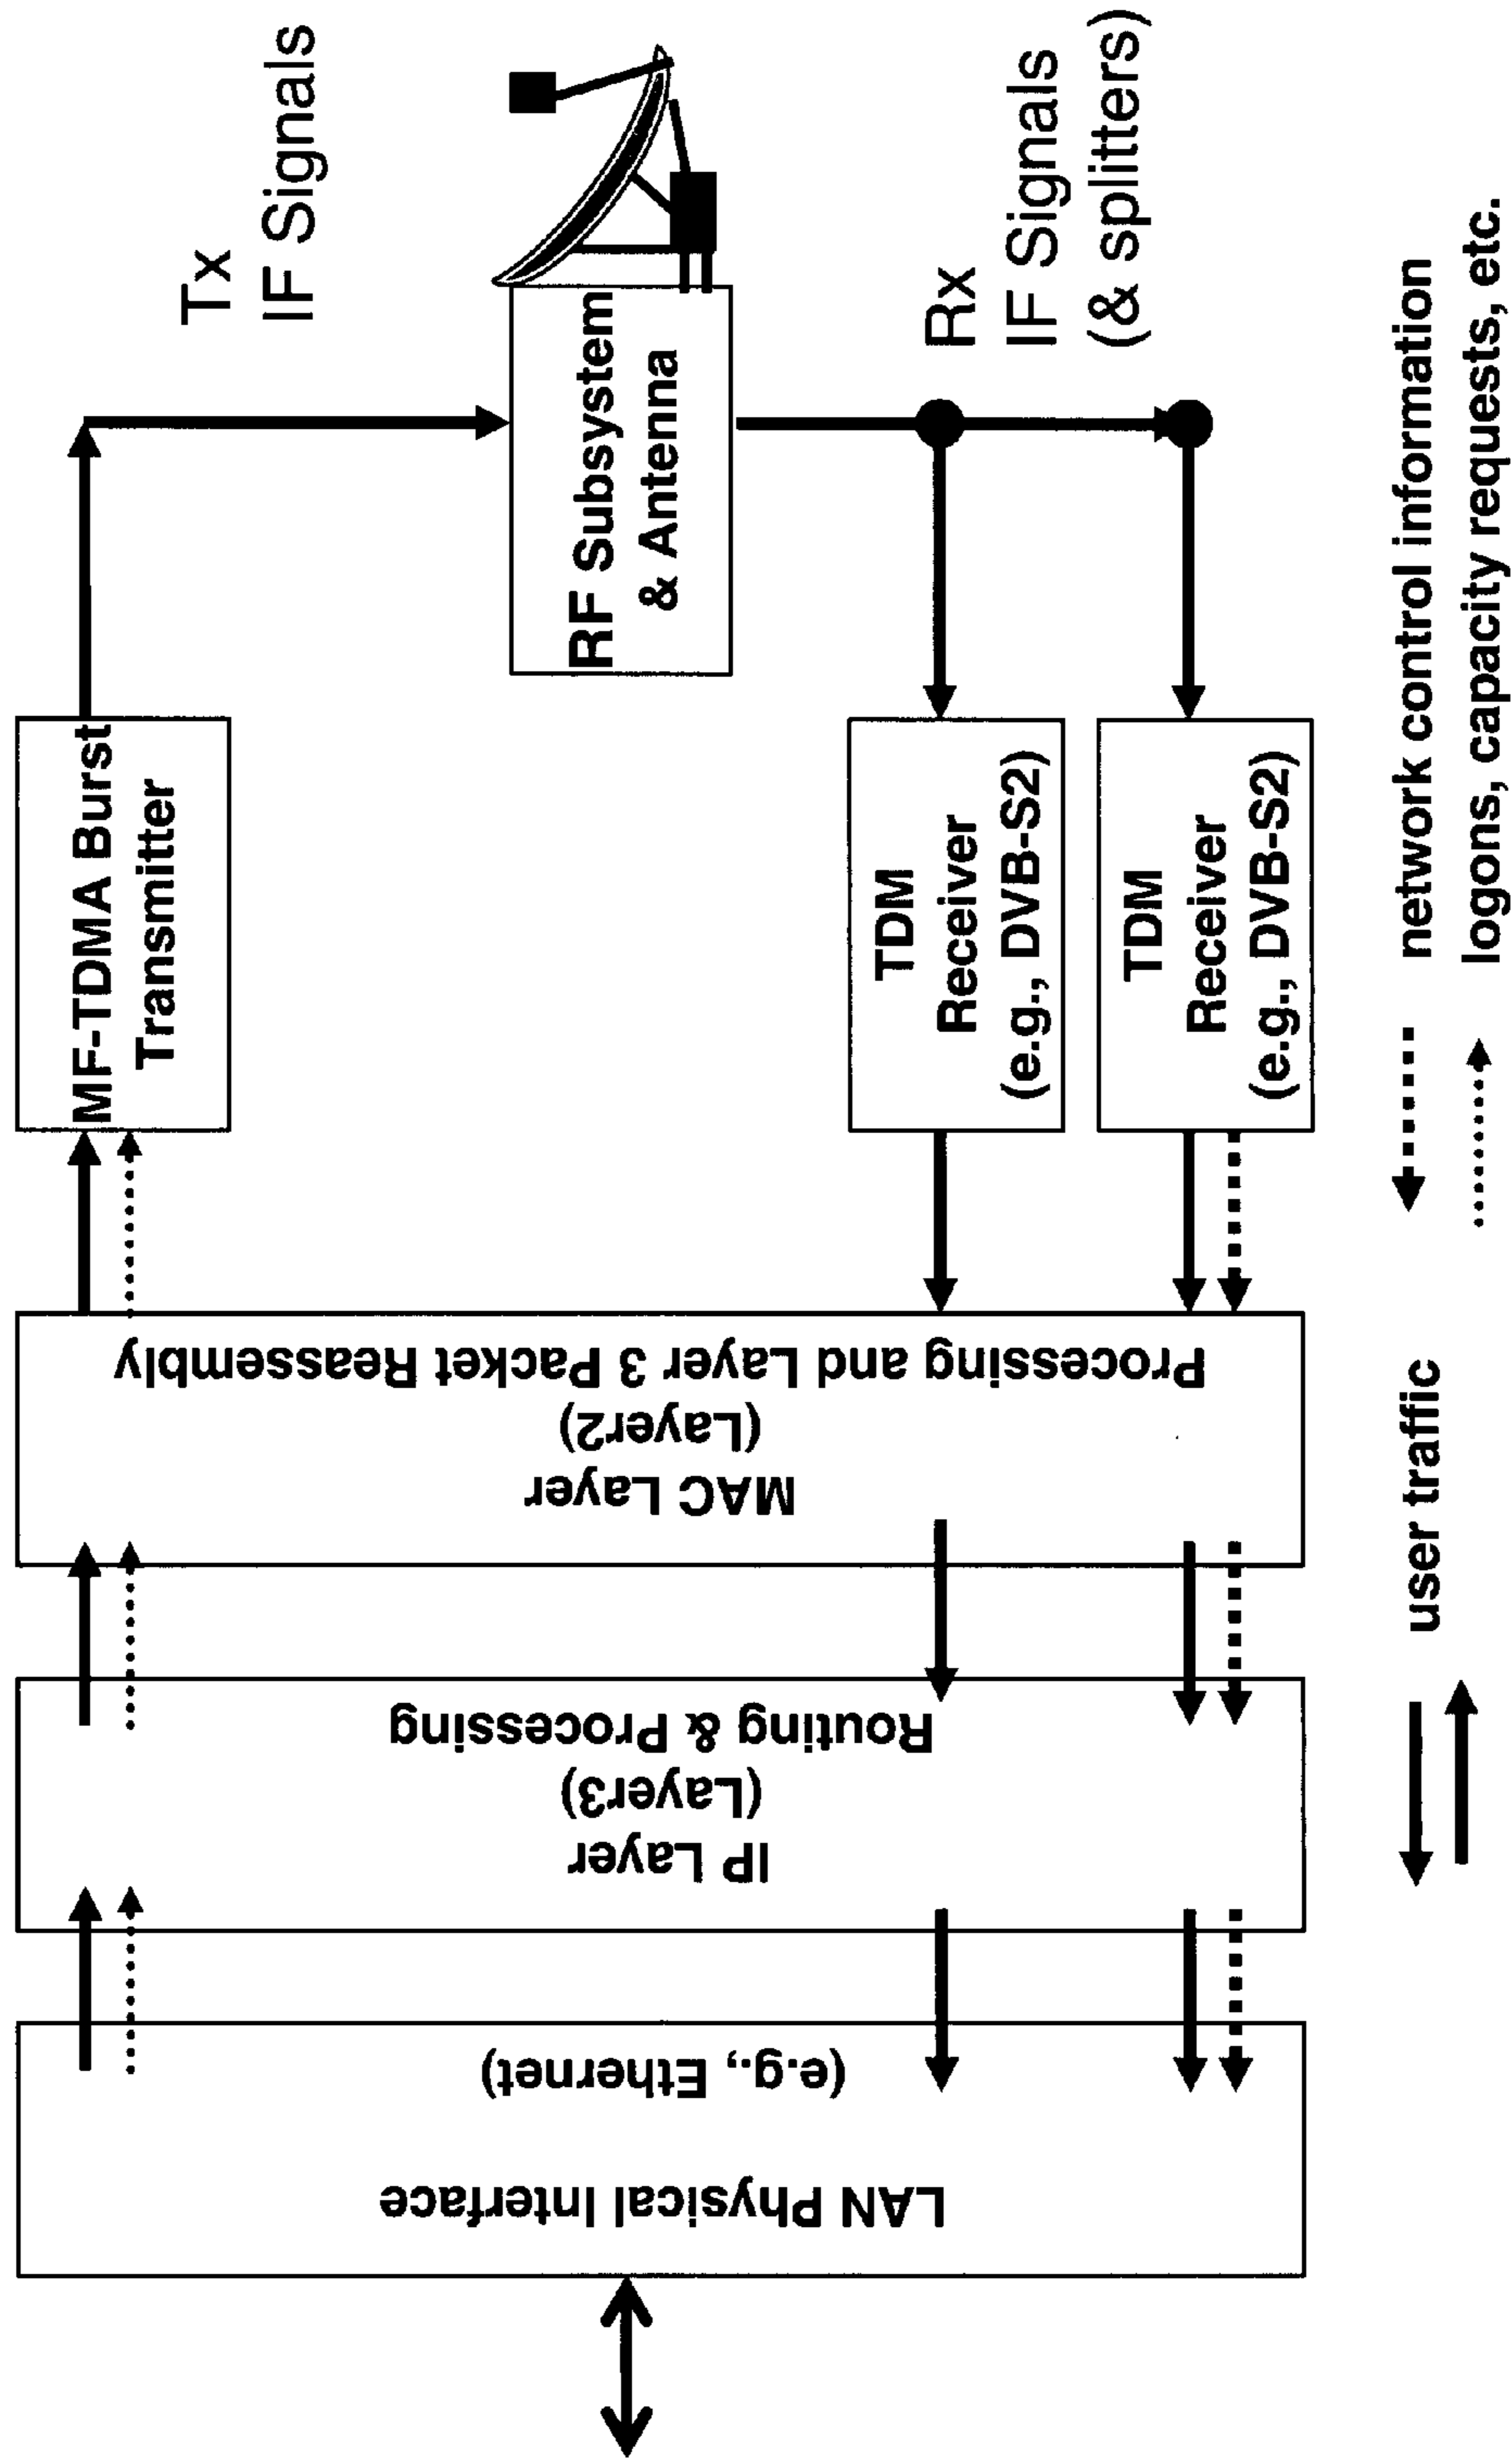 LAN Physical Interface
(e.g., Ethernet)
IP Layer
(Layer3)
Routing & Processing
MAC Layer
(Layer2)
Processing and Layer 3 Packet Reassembly
MF-TDMA Burst
Transmitter
Tx
IF Signals
RF Subsystem
& Antenna
Rx
IF Signals
(& splitters)
TDM
Receiver
(e.g., DVB-S2)
TDM
Receiver
(e.g., DVB-S2)
user traffic
network control information
logons, capacity requests, etc.